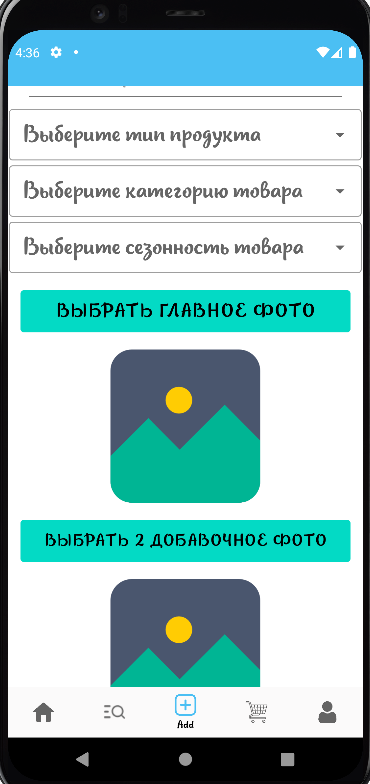 4:36
Выберите тип продукта
Выберите категорию товара
Выберите сезонность товара
ВЫБРАТЬ ГЛАВНОЕ ФОТО
ВЫБРАТЬ 2 ДОБАВОЧНОЕ ФОТО
Add